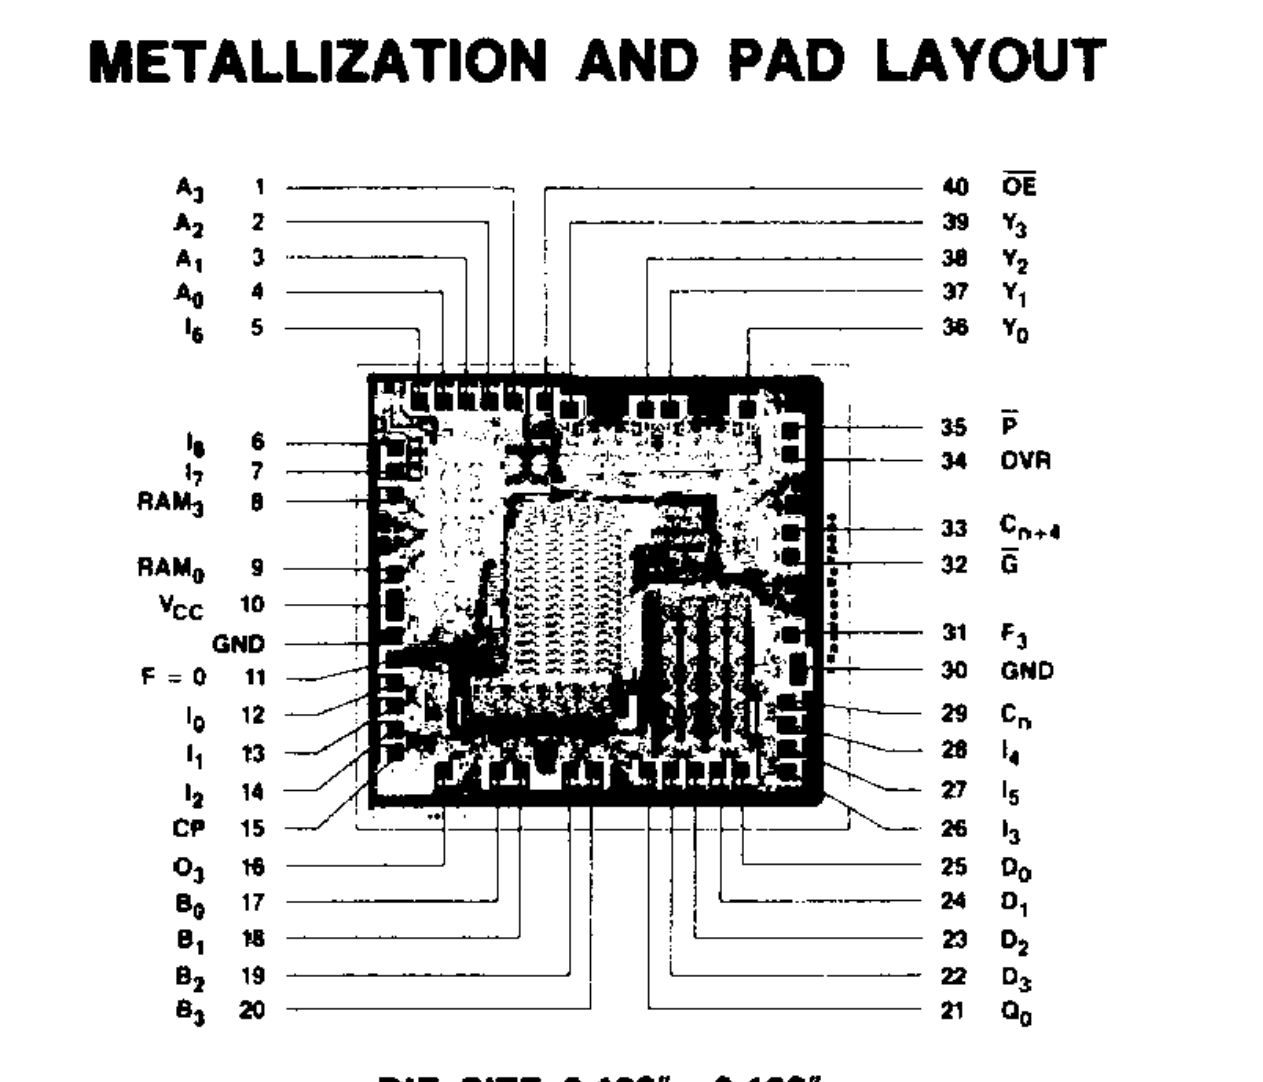 METALLIZATION AND PAD LAYOUT
A3 1
A2 2
A1 3
A0 4
I6 5
I8 6
I7 7
RAM3 8
RAM0 9
VCC 10
GND
F = 0 11
I0 12
I1 13
I2 14
CP 15
O3 16
B0 17
B1 18
B2 19
B3 20
40 O̅E̅
39 Y3
38 Y2
37 Y1
36 Y0
35 P̅
34 OVR
33 Cn+4
32 G̅
31 F3
30 GND
29 Cn
28 I4
27 I5
26 I3
25 D0
24 D1
23 D2
22 D3
21 Q0